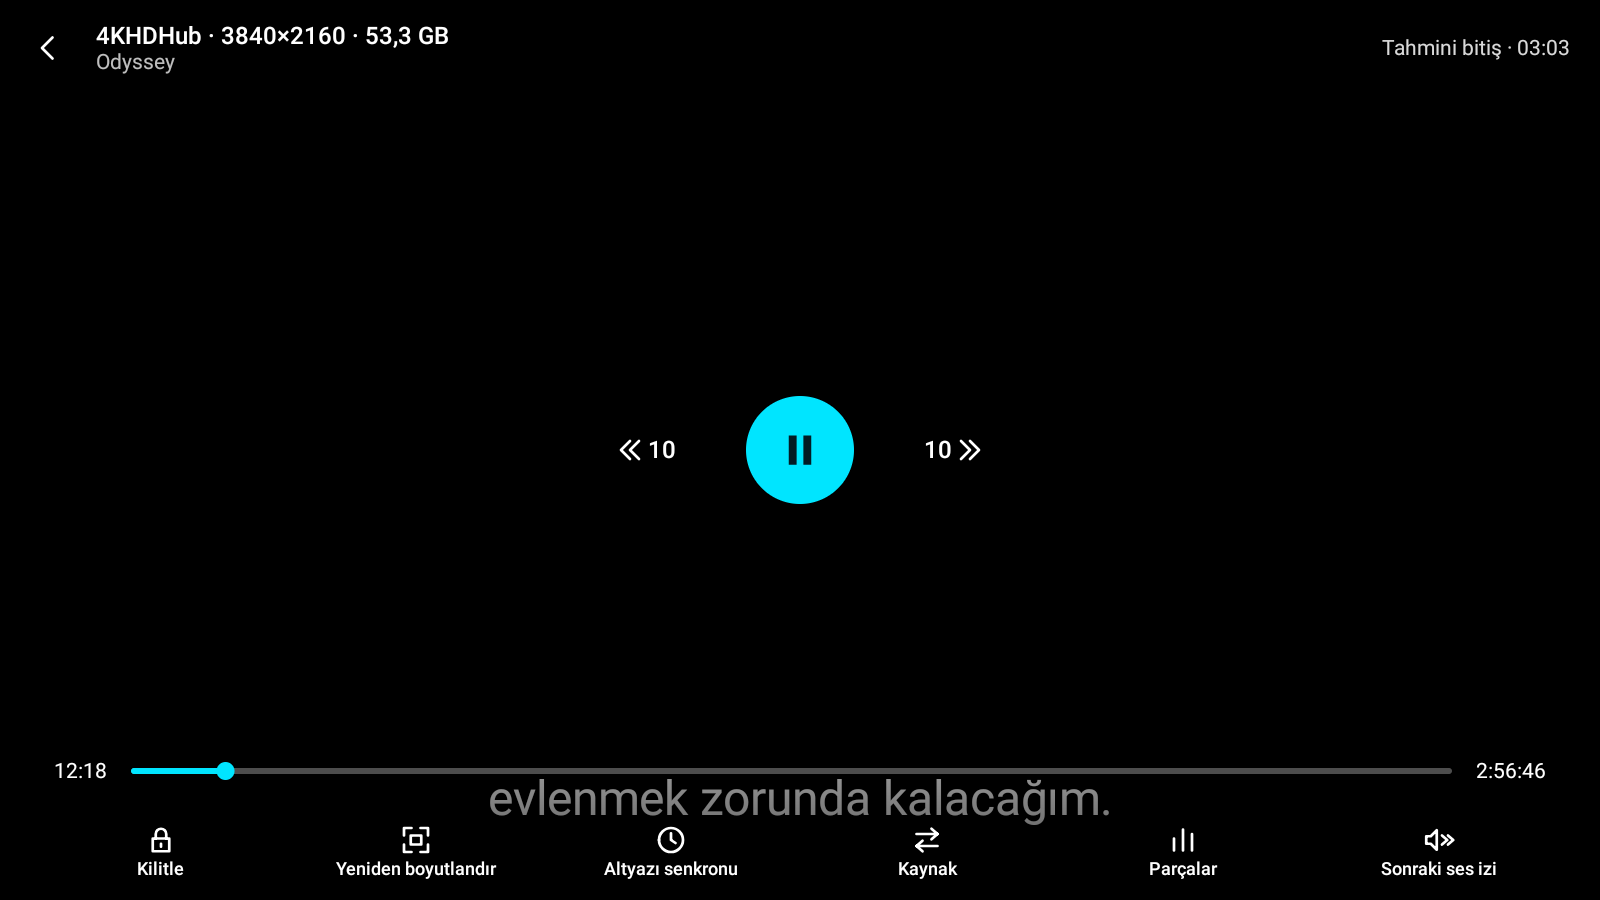 4KHDHub · 3840×2160 · 53,3 GB
Odyssey
Tahmini bitiş · 03:03
10
10
12:18
2:56:46
evlenmek zorunda kalacağım.
Kilitle
Yeniden boyutlandır
Altyazı senkronu
Kaynak
Parçalar
Sonraki ses izi